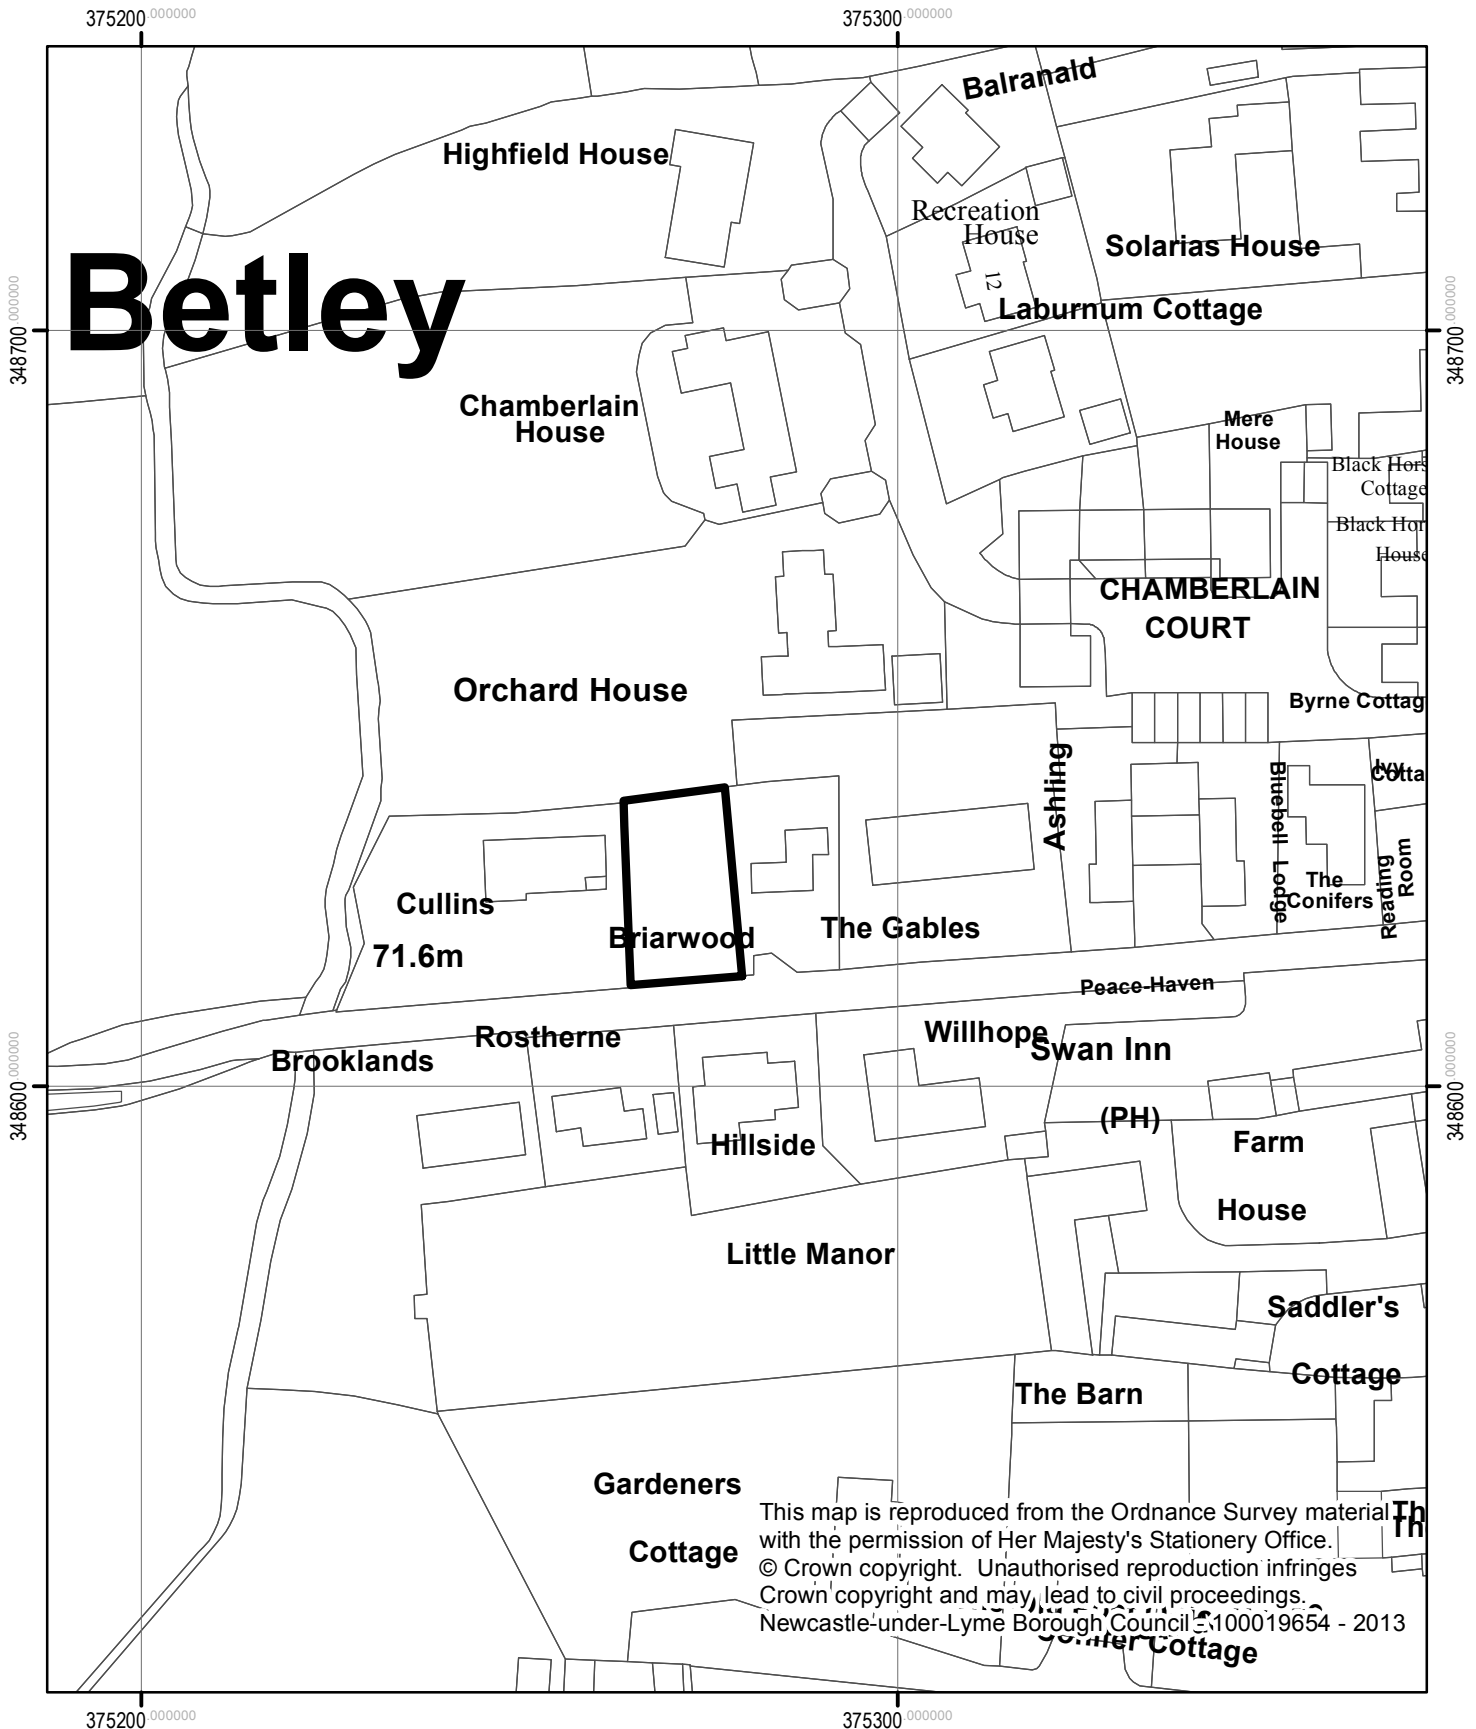 375200.000000
375300.000000
Balranald
Highfield House
Recreation
House
12
Solarias House
Betley
348700.000000
348700.000000
Laburnum Cottage
Chamberlain
House
Mere
House
Black Hors
Cottage
Black Hor
House
CHAMBERLAIN
COURT
Orchard House
Byrne Cottag
Ashling
Bluebell Lodge
Ivy
Cotta
The
Conifers
Reading
Room
Cullins
Briarwood
The Gables
71.6m
Peace-Haven
Rostherne
Willhope
Brooklands
Swan Inn
348600.000000
348600.000000
(PH)
Hillside
Farm
House
Little Manor
Saddler's
Cottage
The Barn
Gardeners
Cottage
Th
Th
This map is reproduced from the Ordnance Survey material
with the permission of Her Majesty's Stationery Office.
© Crown copyright. Unauthorised reproduction infringes
Crown copyright and may lead to civil proceedings.
Newcastle-under-Lyme Borough Council - 100019654 - 2013
Cottage
375200.000000
375300.000000